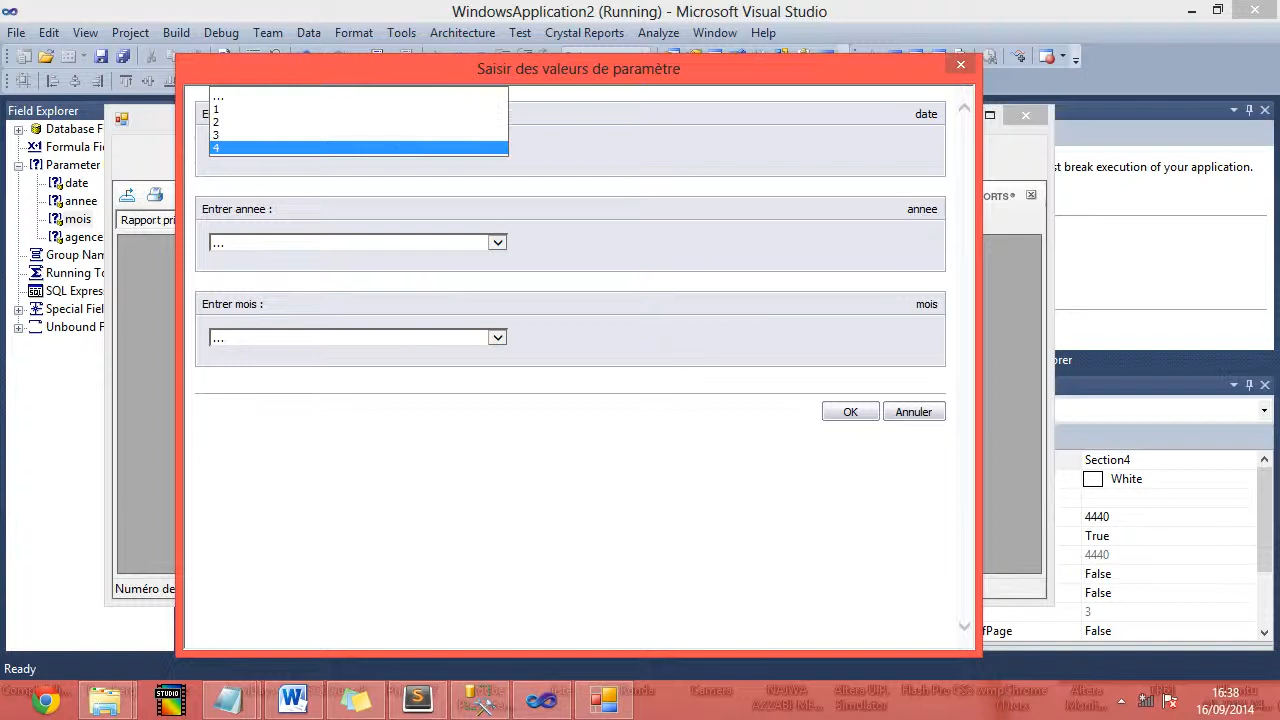 WindowsApplication2 (Running) - Microsoft Visual Studio
File Edit View Project Build Debug Team Data Format Tools Architecture Test Crystal Reports Analyze Window Help
Saisir des valeurs de paramètre
Field Explorer
Database F
Formula Fi
Parameter
date
annee
mois
agence
Group Nam
Running To
SQL Expres
Special Fiel
Unbound F
Rapport pri
Numéro de
...
1
2
3
4
E
date
Entrer annee :
annee
...
Entrer mois :
mois
...
OK Annuler
st break execution of your application.
ORTS®
orer
Section4
White
4440
True
4440
False
False
3
fPage False
Ready
Camera
16:38
16/09/2014
STUDIO